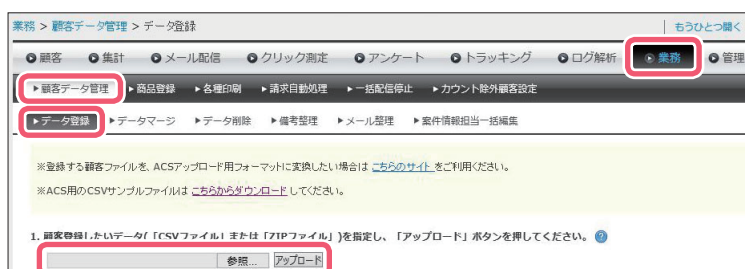 業務 > 顧客データ管理 > データ登録
もうひとつ開く
顧客 集計 メール配信 クリック測定 アンケート トラッキング ログ解析 業務 管理
顧客データ管理 商品登録 各種印刷 請求自動処理 一括配信停止 カウント除外顧客設定
データ登録 データマージ データ削除 備考整理 メール整理 案件情報担当一括編集
※登録する顧客ファイルを、ACSアップロード用フォーマットに変換したい場合は こちらのサイト をご利用ください。
※ACS用のCSVサンプルファイルは こちらからダウンロード してください。
1. 顧客登録したいデータ(「CSVファイル」または「ZIPファイル」)を指定し、「アップロード」ボタンを押してください。 ?
参照... アップロード